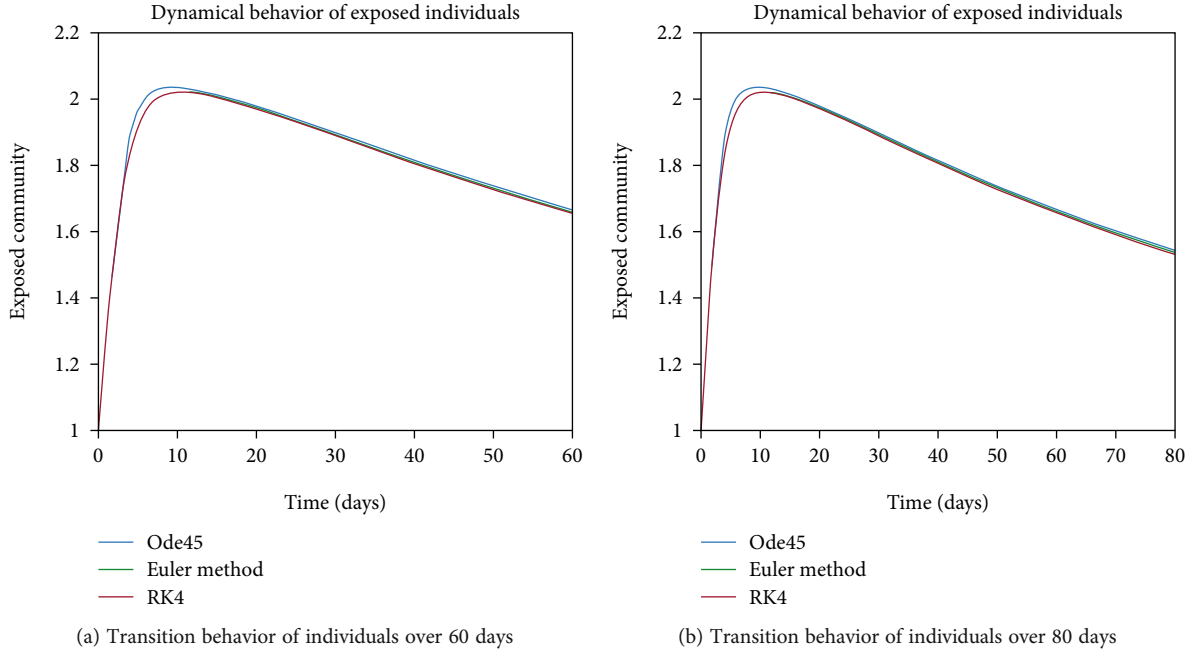 Dynamical behavior of exposed individuals
2.2
2
1.8
1.6
1.4
1.2
1
Exposed community
0 10 20 30 40 50 60
Time (days)
Ode45
Euler method
RK4
(a) Transition behavior of individuals over 60 days
Dynamical behavior of exposed individuals
2.2
2
1.8
1.6
1.4
1.2
1
Exposed community
0 10 20 30 40 50 60 70 80
Time (days)
Ode45
Euler method
RK4
(b) Transition behavior of individuals over 80 days